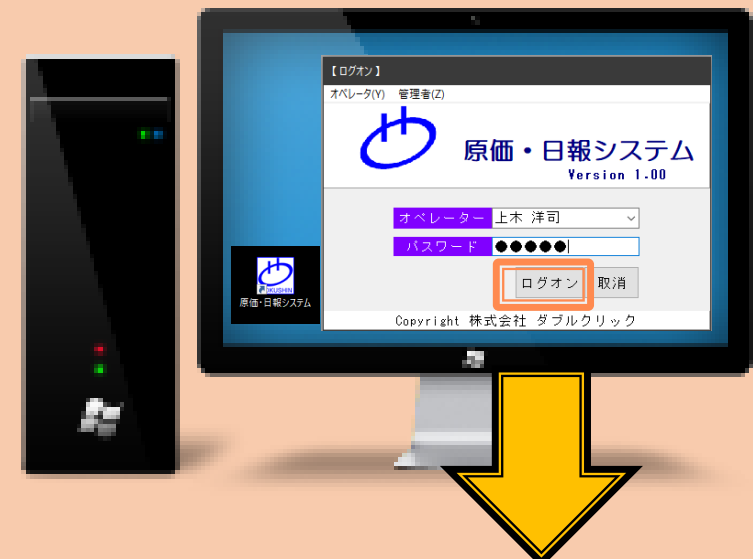 【ログオン】
オペレータ(Y) 管理者(Z)
原価・日報システム
Version 1.00
オペレーター 上木 洋司
パスワード ●●●●●
ログオン 取消
OKUSHIN
原価・日報システム
Copyright 株式会社 ダブルクリック